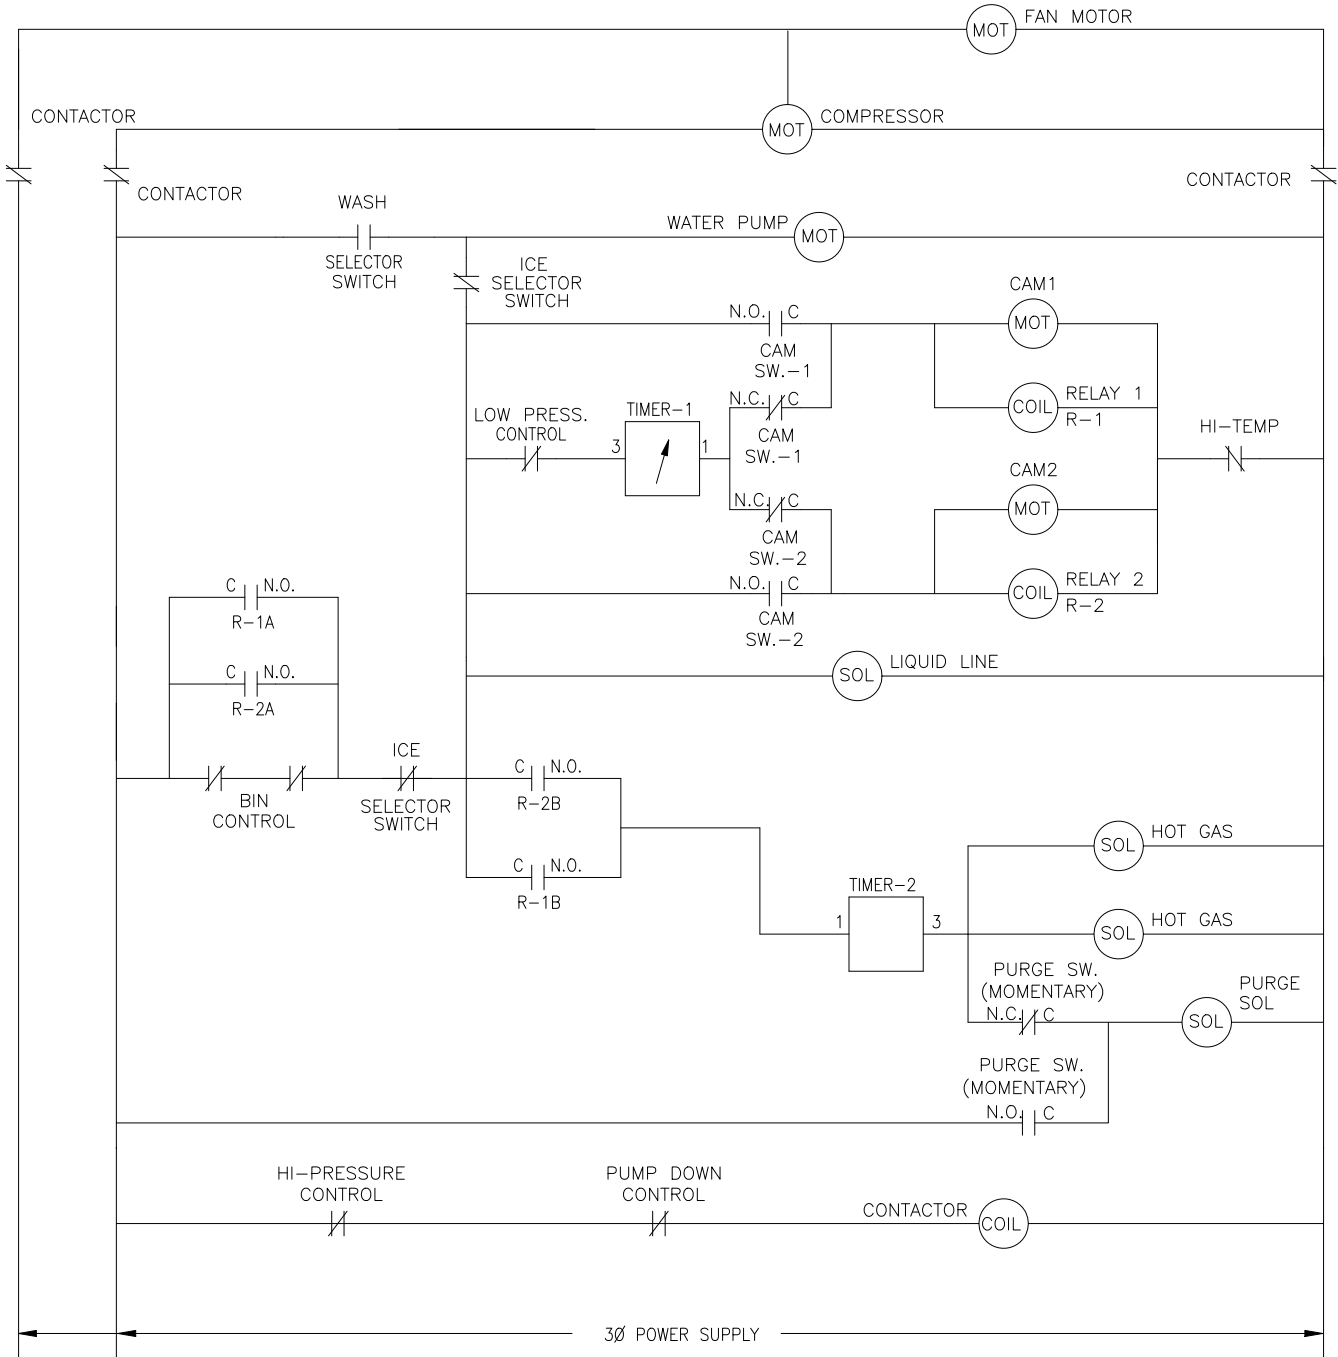 FAN MOTOR
MOT
CONTACTOR
COMPRESSOR
MOT
CONTACTOR
CONTACTOR
WASH
SELECTOR
SWITCH
WATER PUMP
MOT
ICE
SELECTOR
SWITCH
CAM1
MOT
N.O. C
CAM
SW.-1
N.C. C
CAM
SW.-1
COIL
RELAY 1
R-1
LOW PRESS.
CONTROL
TIMER-1
3
1
HI-TEMP
CAM2
MOT
N.C. C
CAM
SW.-2
N.O. C
CAM
SW.-2
COIL
RELAY 2
R-2
C N.O.
R-1A
C N.O.
R-2A
SOL
LIQUID LINE
BIN
CONTROL
ICE
SELECTOR
SWITCH
C N.O.
R-2B
C N.O.
R-1B
TIMER-2
1
3
SOL
HOT GAS
SOL
HOT GAS
PURGE SW.
(MOMENTARY)
N.C. C
SOL
PURGE
SOL
PURGE SW.
(MOMENTARY)
N.O. C
HI-PRESSURE
CONTROL
PUMP DOWN
CONTROL
CONTACTOR
COIL
3Ø POWER SUPPLY